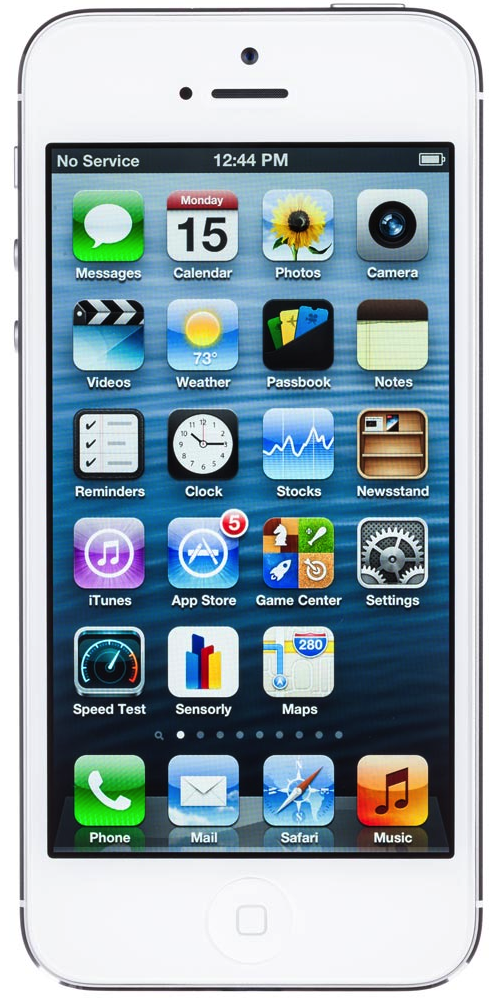 No Service 12:44 PM
Monday
15
Messages Calendar Photos Camera
73°
Videos Weather Passbook Notes
Reminders Clock Stocks Newsstand
5
iTunes App Store Game Center Settings
280
Speed Test Sensorly Maps
Phone Mail Safari Music